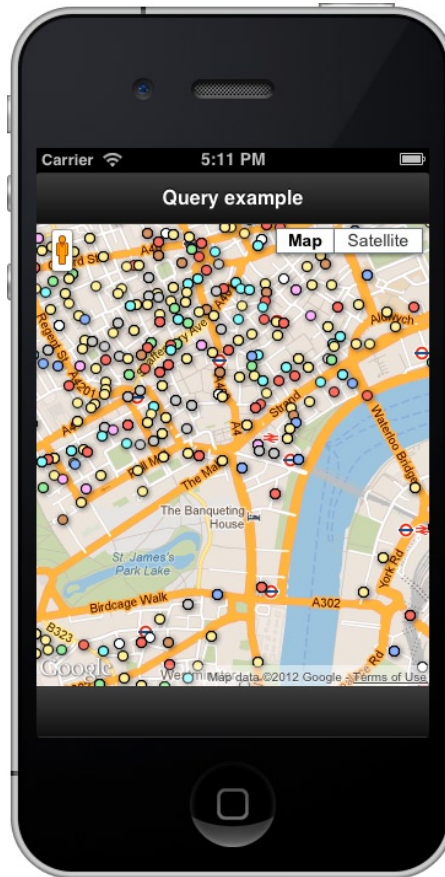 Carrier 5:11 PM
Query example
Map Satellite
Aldwych
Regent St
Strand
Waterloo Bridge
A4
The Mall
The Banqueting
House
St. James's
Park Lake
York Rd
Birdcage Walk
A302
B323
Google
Westminster
Map data ©2012 Google - Terms of Use